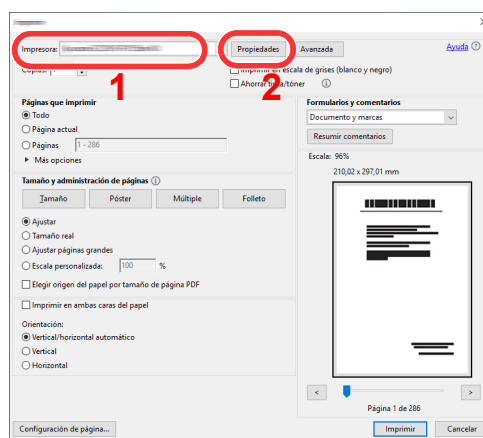 Impresora:
Propiedades
Avanzada
Ayuda
Copias: 1
Imprimir en escala de grises (blanco y negro)
Ahorrar tinta/tóner
1
2
Páginas que imprimir
Todo
Página actual
Páginas 1 - 286
Más opciones
Formularios y comentarios
Documento y marcas
Resumir comentarios
Escala: 96%
210,02 x 297,01 mm
Tamaño y administración de páginas
Tamaño Póster Múltiple Folleto
Ajustar
Tamaño real
Ajustar páginas grandes
Escala personalizada: 100 %
Elegir origen del papel por tamaño de página PDF
Imprimir en ambas caras del papel
Orientación:
Vertical/horizontal automático
Vertical
Horizontal
< >
Página 1 de 286
Configuración de página...
Imprimir
Cancelar